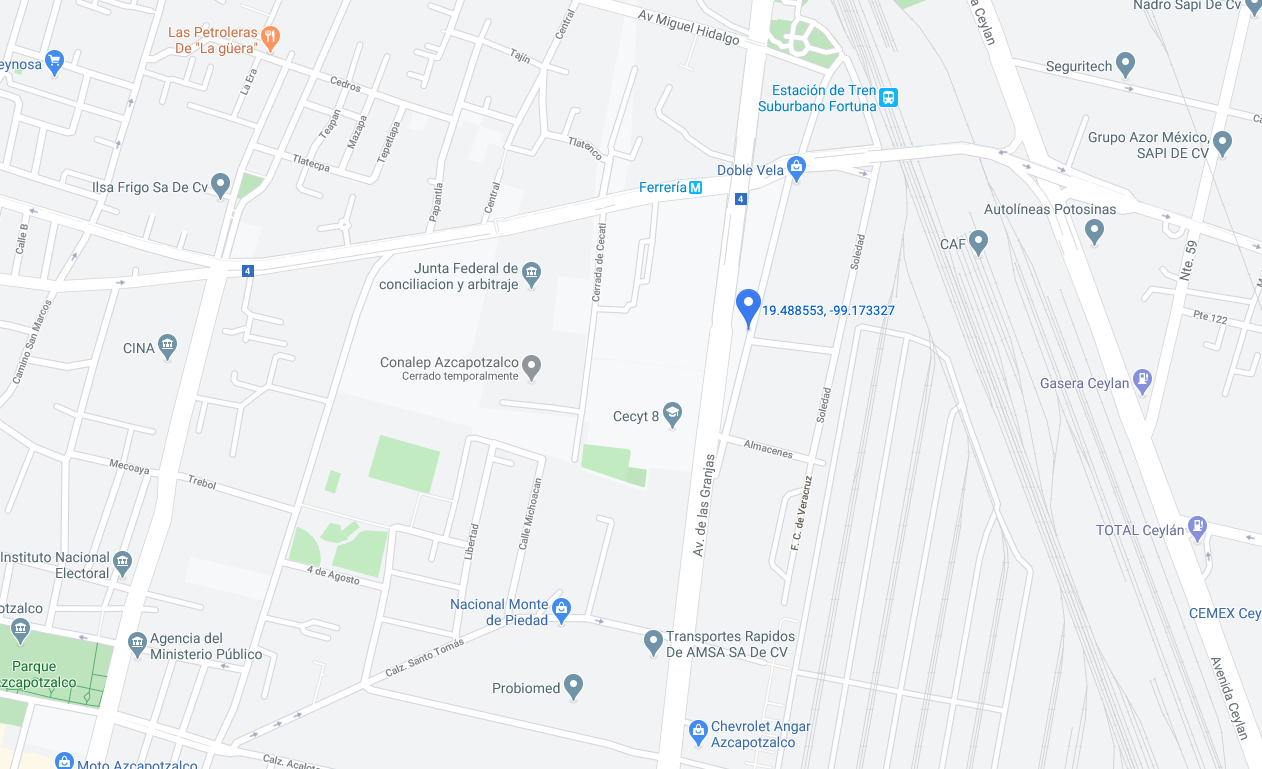 Av Miguel Hidalgo
a Ceylan
Nadro Sapi De Cv
Las Petroleras
De "La güera"
Central
Tajín
eynosa
La Era
Cedros
Seguritech
Estación de Tren
Suburbano Fortuna
Teapan
Mazapa
Tepetlapa
Tlaterico
Ca
Grupo Azor México,
SAPI DE CV
Tlatecpa
Doble Vela
Ilsa Frigo Sa De Cv
Papantla
Central
Ferrería
M
4
Autolíneas Potosinas
Calle B
Cerrada de Cecati
Soledad
CAF
Nte. 59
4
Junta Federal de
conciliacion y arbitraje
19.488553, -99.173327
Pte 122
Camino San Marcos
CINA
Conalep Azcapotzalco
Cerrado temporalmente
Gasera Ceylan
Soledad
Cecyt 8
Almacenes
Mecoaya
Trebol
Av. de las Granjas
F. C. de Veracruz
Libertad
Calle Michoacan
TOTAL Ceylán
Instituto Nacional
Electoral
4 de Agosto
Nacional Monte
de Piedad
otzalco
CEMEX Cey
Agencia del
Ministerio Público
Transportes Rapidos
De AMSA SA De CV
Parque
zcapotzalco
Calz. Santo Tomás
Probiomed
Avenida Ceylan
Chevrolet Angar
Azcapotzalco
Moto Azcapotzalco
Calz. Acaloto